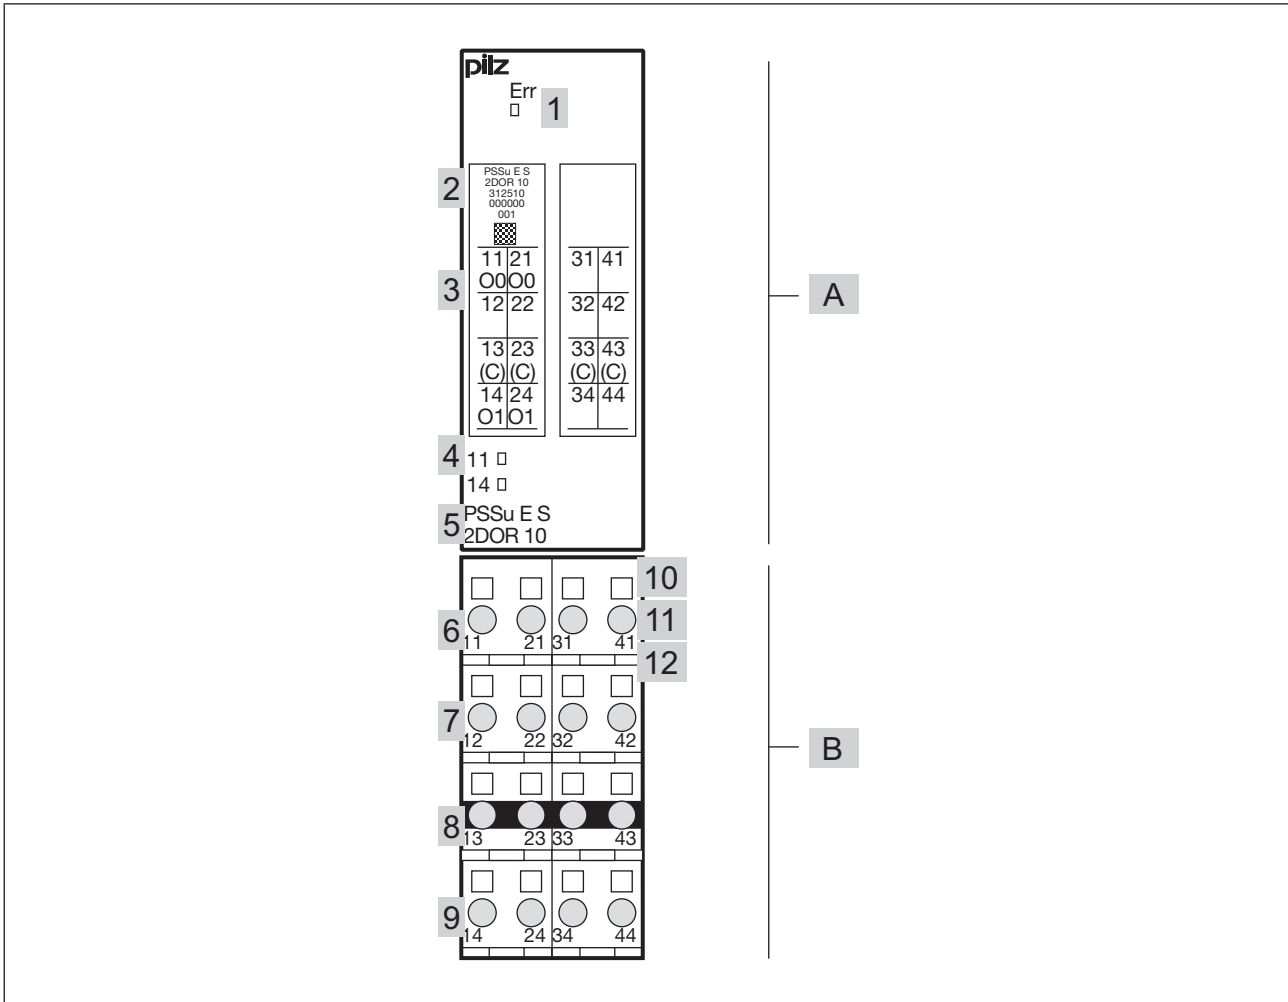 pilz
Err
1
2
PSSu E S
2DOR 10
312510
000000
001
3
11 21 31 41
O0 O0
12 22 32 42
13 23 33 43
(C) (C) (C) (C)
14 24 34 44
O1 O1
A
4
11
14
5
PSSu E S
2DOR 10
10
6
11
11 21 31 41
12
7
12 22 32 42
B
8
13 23 33 43
9
14 24 34 44